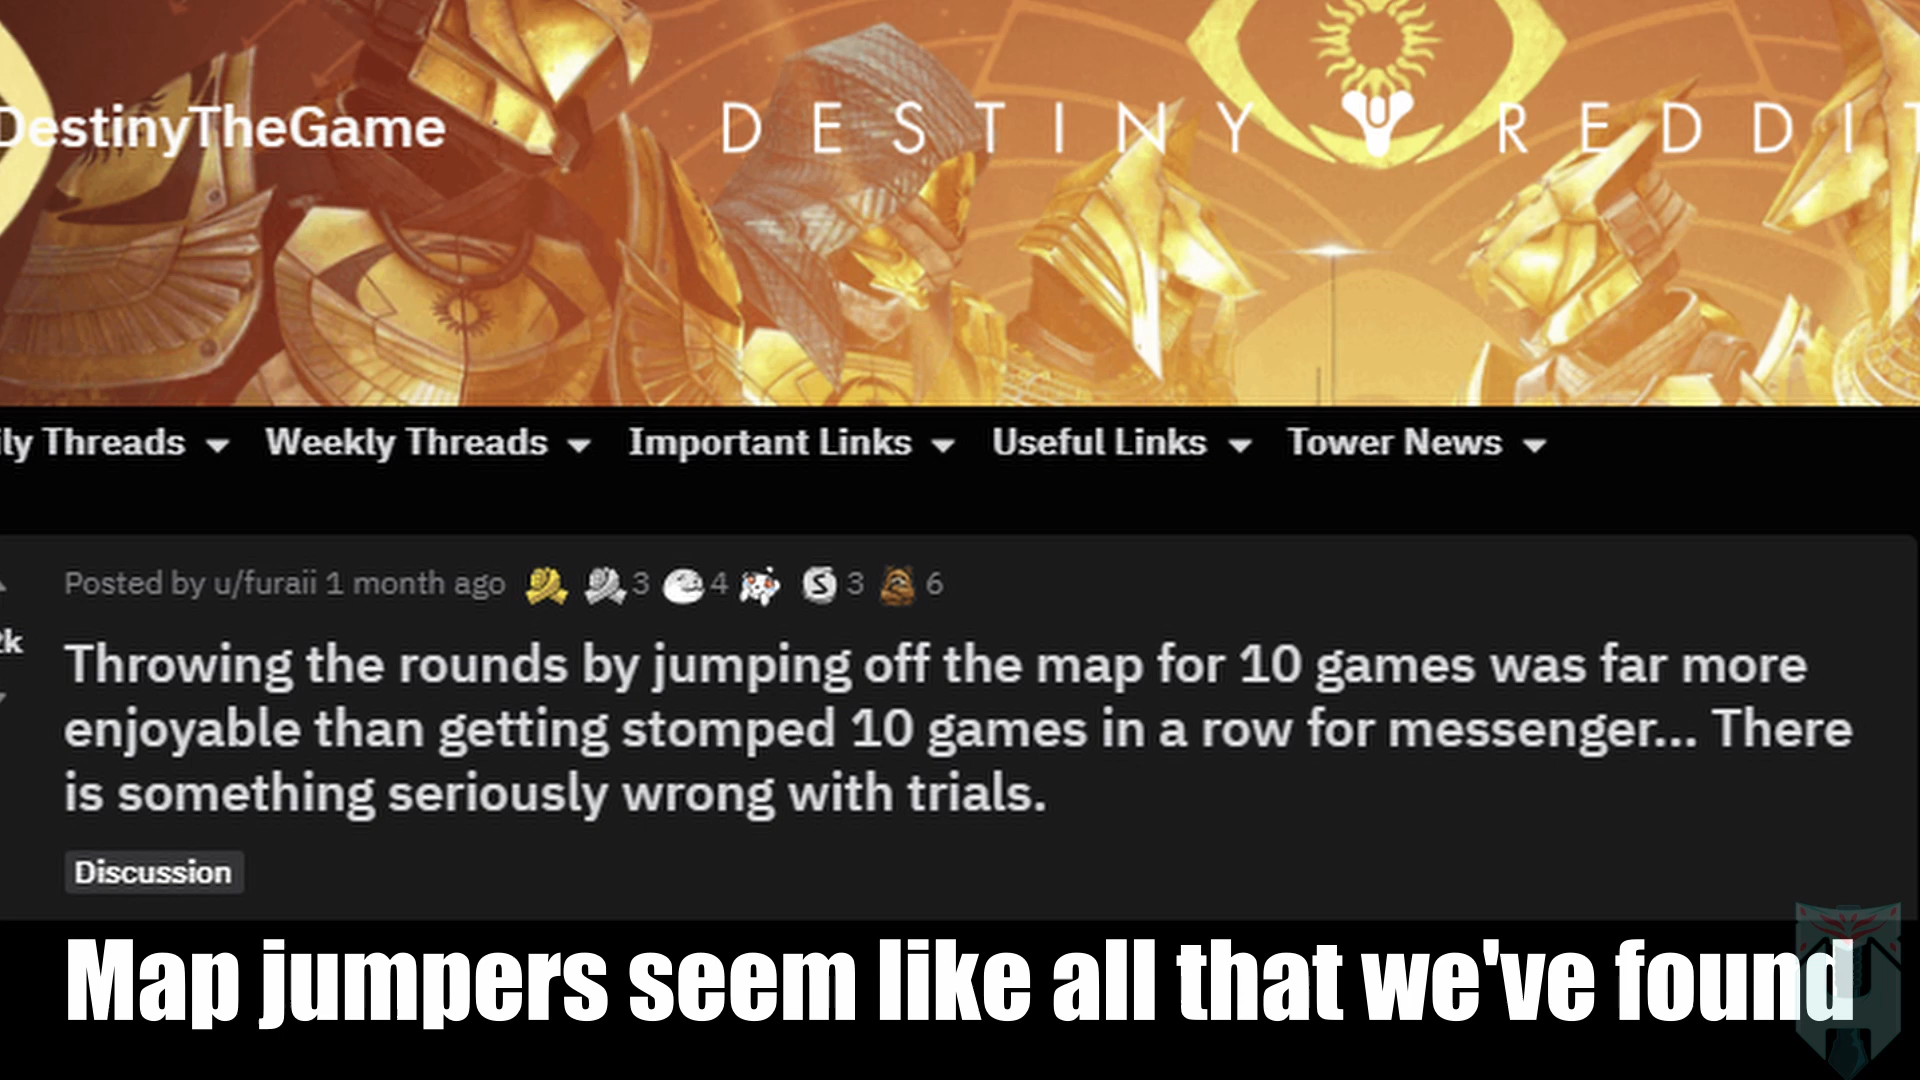 DestinyTheGame
DESTINY REDDIT
ily Threads Weekly Threads Important Links Useful Links Tower News
Posted by u/furaii 1 month ago 3 4 3 6
2k
Throwing the rounds by jumping off the map for 10 games was far more
enjoyable than getting stomped 10 games in a row for messenger... There
is something seriously wrong with trials.
Discussion
Map jumpers seem like all that we've found